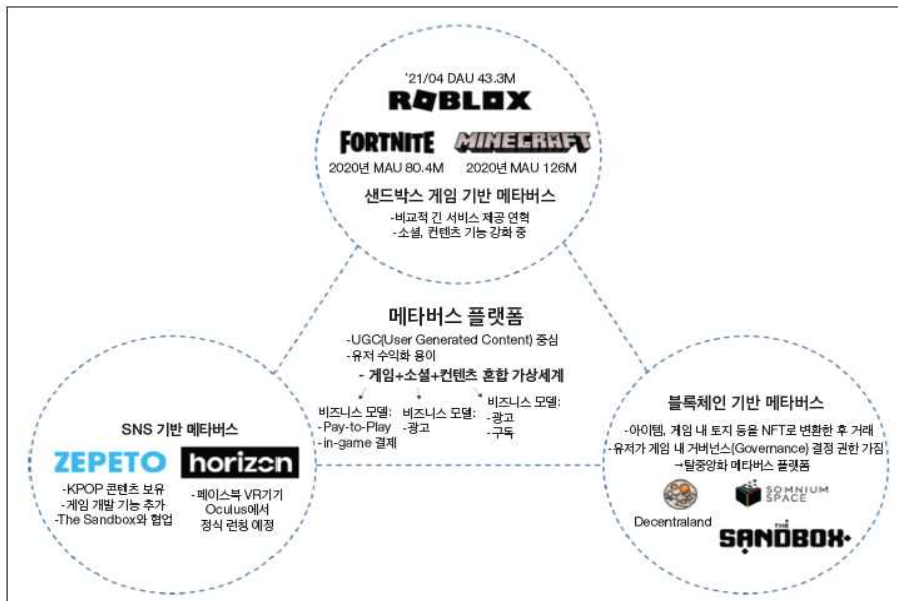 '21/04 DAU 43.3M
ROBLOX
FORTNITE MINECRAFT
2020년 MAU 80.4M 2020년 MAU 126M
샌드박스 게임 기반 메타버스
-비교적 긴 서비스 제공 연혁
-소셜, 컨텐츠 기능 강화 중
메타버스 플랫폼
-UGC(User Generated Content) 중심
-유저 수익화 용이
- 게임+소셜+컨텐츠 혼합 가상세계
비즈니스 모델:
-Pay-to-Play
-in-game 결제
비즈니스 모델:
-광고
비즈니스 모델:
-광고
-구독
SNS 기반 메타버스
ZEPETO
-KPOP 콘텐츠 보유
-게임 개발 기능 추가
-The Sandbox와 협업
horizon
-페이스북 VR기기
Oculus에서
정식 런칭 예정
블록체인 기반 메타버스
-아이템, 게임 내 토지 등을 NFT로 변환한 후 거래
-유저가 게임 내 거버넌스(Governance) 결정 권한 가짐
→탈중앙화 메타버스 플랫폼
Decentraland
SOMNIUM
SPACE
THE
SANDBOX